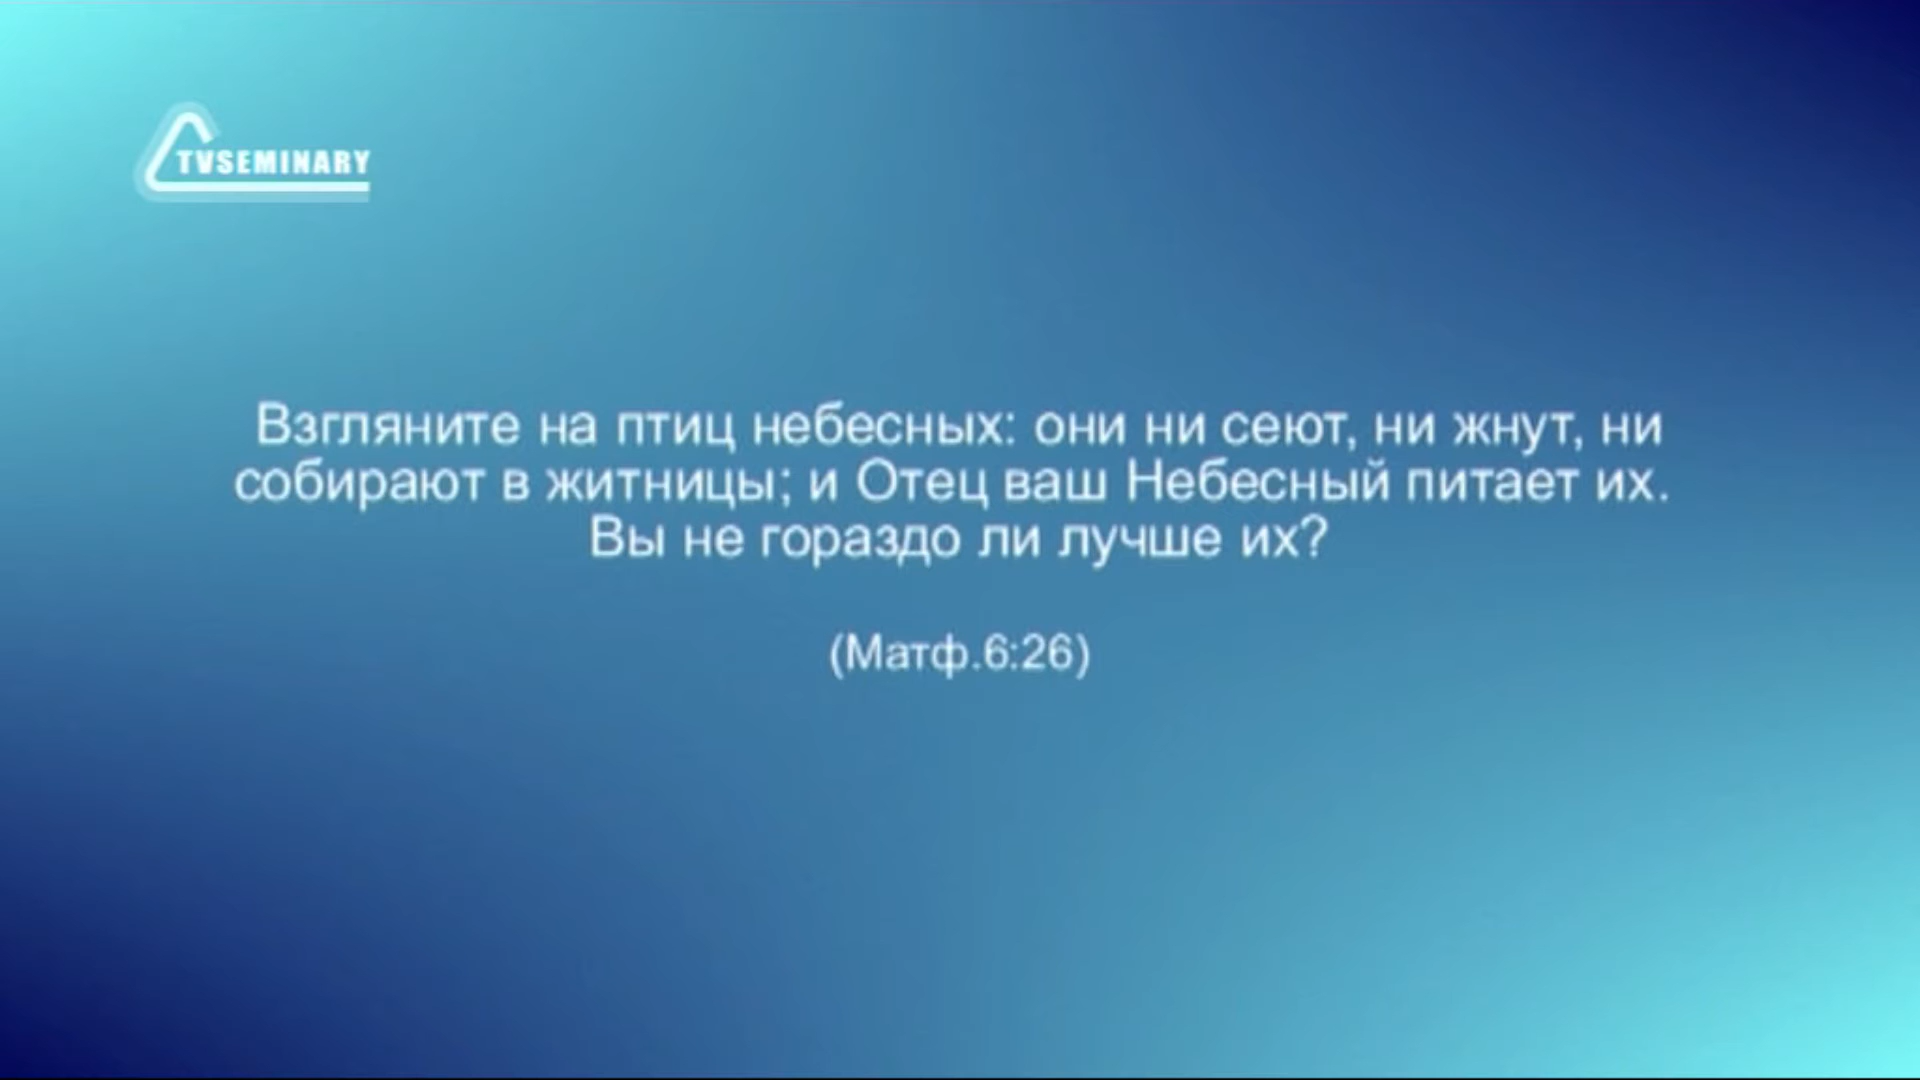 TVSEMINARY
Взгляните на птиц небесных: они ни сеют, ни жнут, ни
собирают в житницы; и Отец ваш Небесный питает их.
Вы не гораздо ли лучше их?
(Матф.6:26)